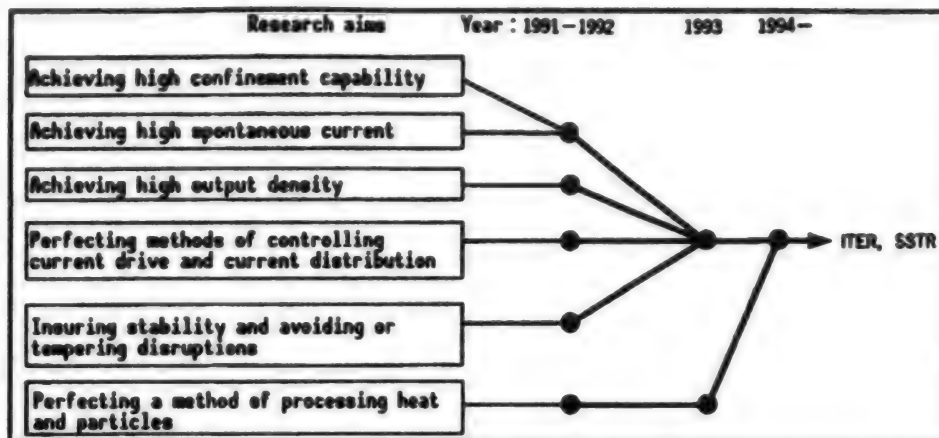 Research aims Year : 1991-1992 1993 1994-
Achieving high confinement capability
Achieving high spontaneous current
Achieving high output density
Perfecting methods of controlling
current drive and current distribution
ITER, SSTR
Insuring stability and avoiding or
tempering disruptions
Perfecting a method of processing heat
and particles